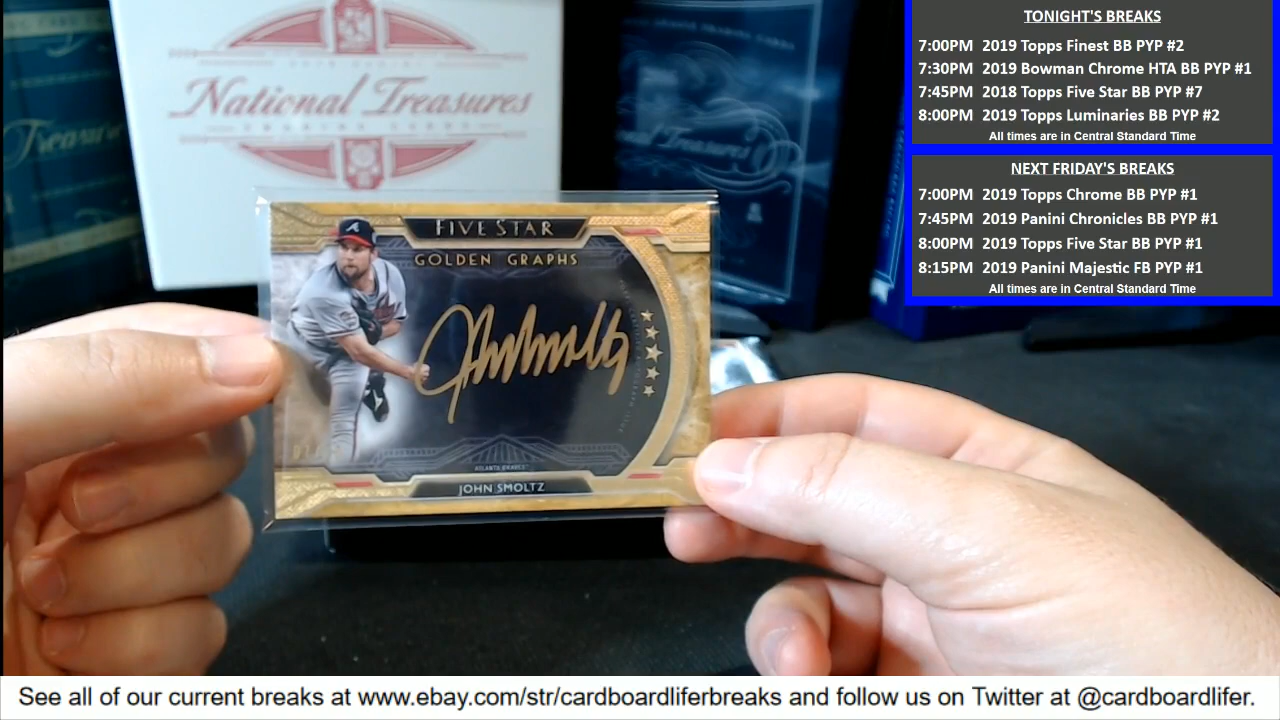 TONIGHT'S BREAKS
7:00PM 2019 Topps Finest BB PYP #2
7:30PM 2019 Bowman Chrome HTA BB PYP #1
7:45PM 2018 Topps Five Star BB PYP #7
8:00PM 2019 Topps Luminaries BB PYP #2
All times are in Central Standard Time
NEXT FRIDAY'S BREAKS
7:00PM 2019 Topps Chrome BB PYP #1
7:45PM 2019 Panini Chronicles BB PYP #1
8:00PM 2019 Topps Five Star BB PYP #1
8:15PM 2019 Panini Majestic FB PYP #1
All times are in Central Standard Time
National Treasures
TRADING CARDS
Treasures
FIVE STAR
GOLDEN GRAPHS
ATLANTA BRAVES
JOHN SMOLTZ
See all of our current breaks at www.ebay.com/str/cardboardliferbreaks and follow us on Twitter at @cardboardlifer.